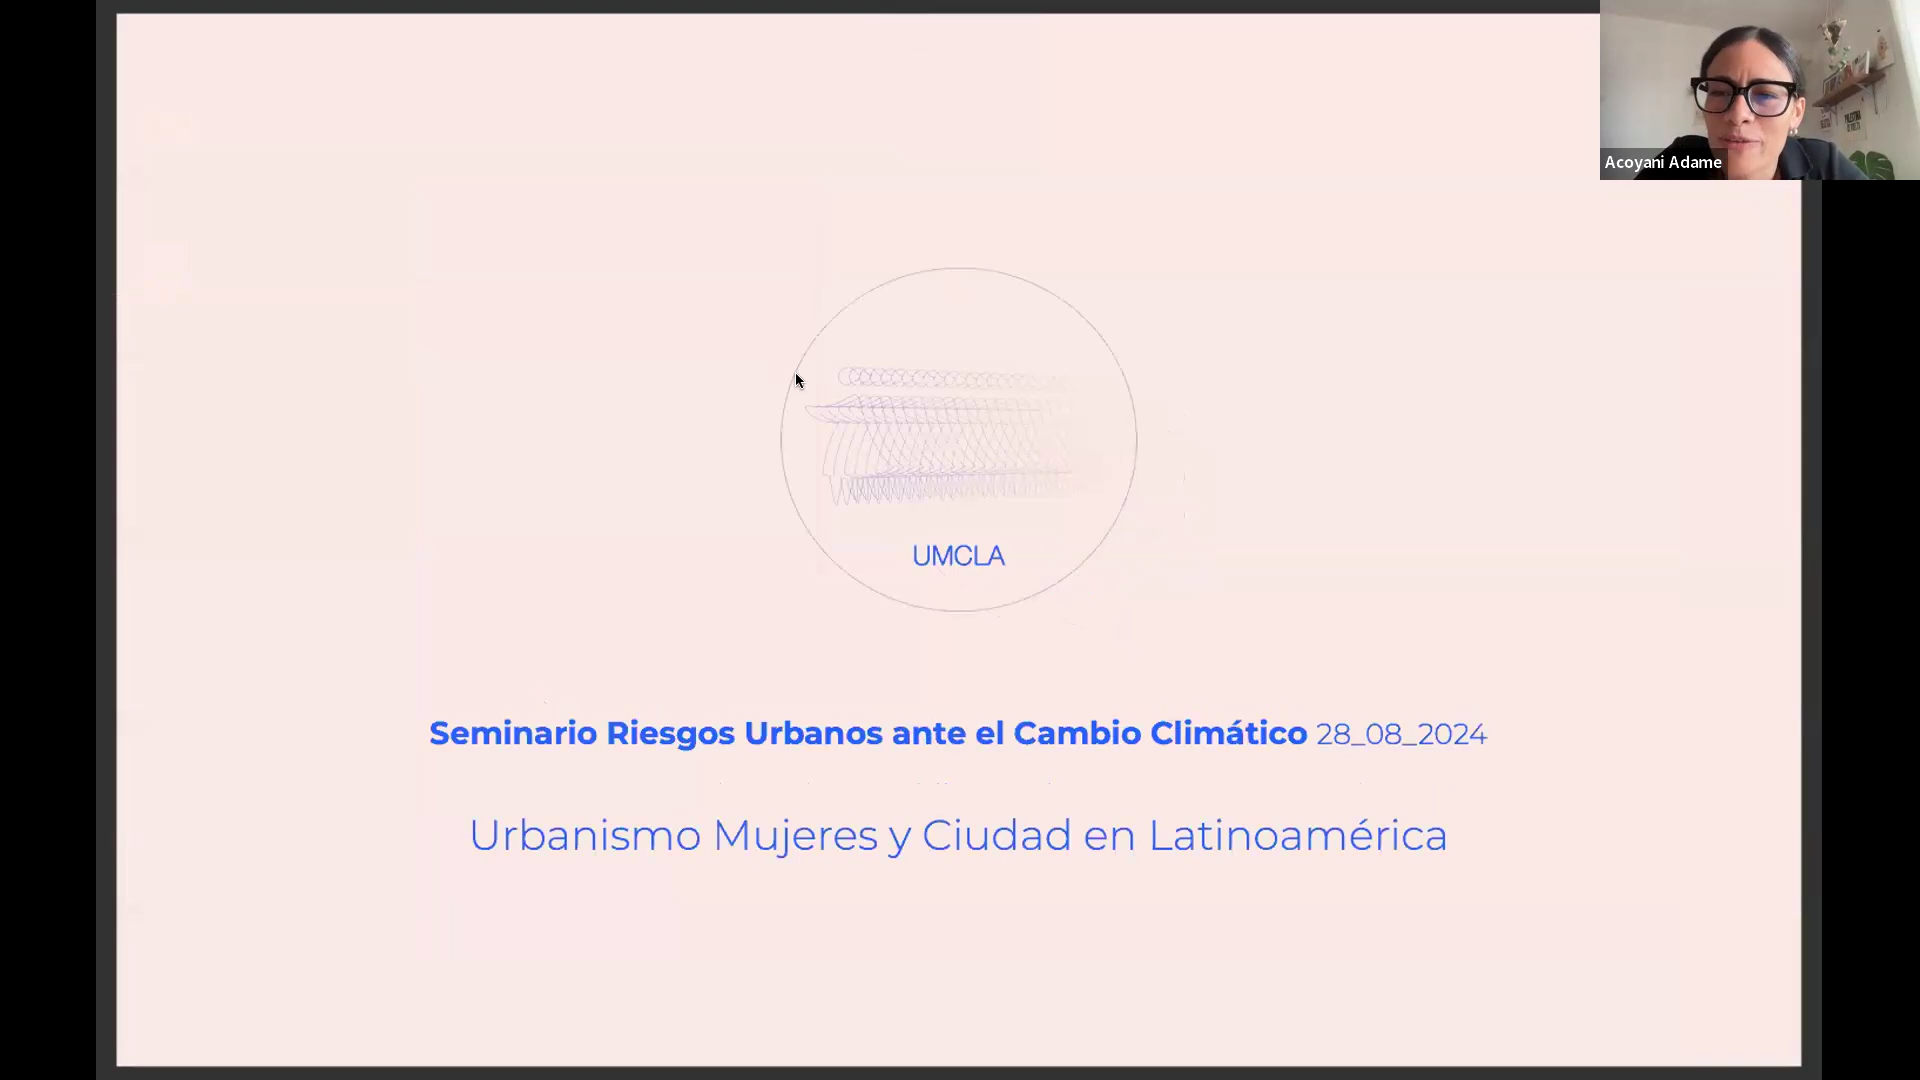 Acoyani Adame
UMCLA
Seminario Riesgos Urbanos ante el Cambio Climático 28_08_2024
Urbanismo Mujeres y Ciudad en Latinoamérica